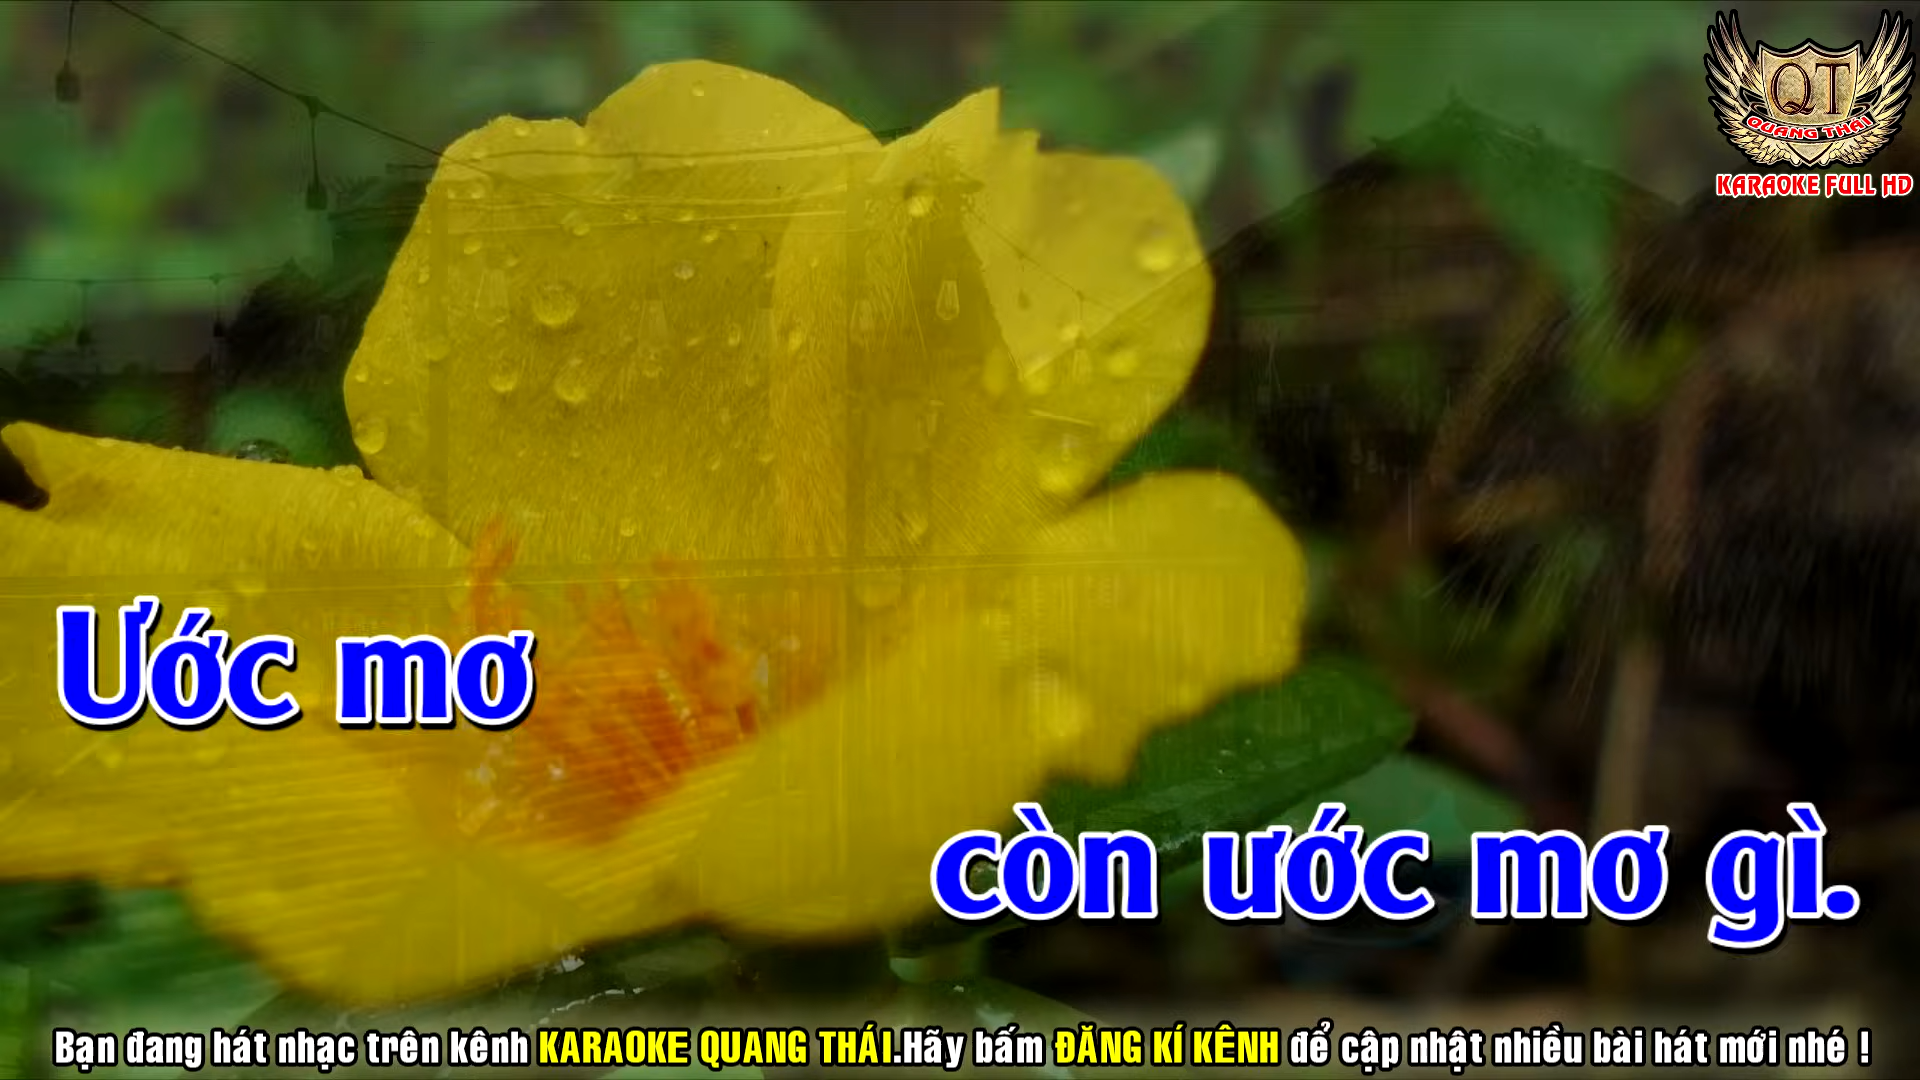 QT
QUANG THÁI
KARAOKE FULL HD
Ước mơ
còn ước mơ gì.
Bạn đang hát nhạc trên kênh KARAOKE QUANG THÁI.Hãy bấm ĐĂNG KÍ KÊNH để cập nhật nhiều bài hát mới nhé !